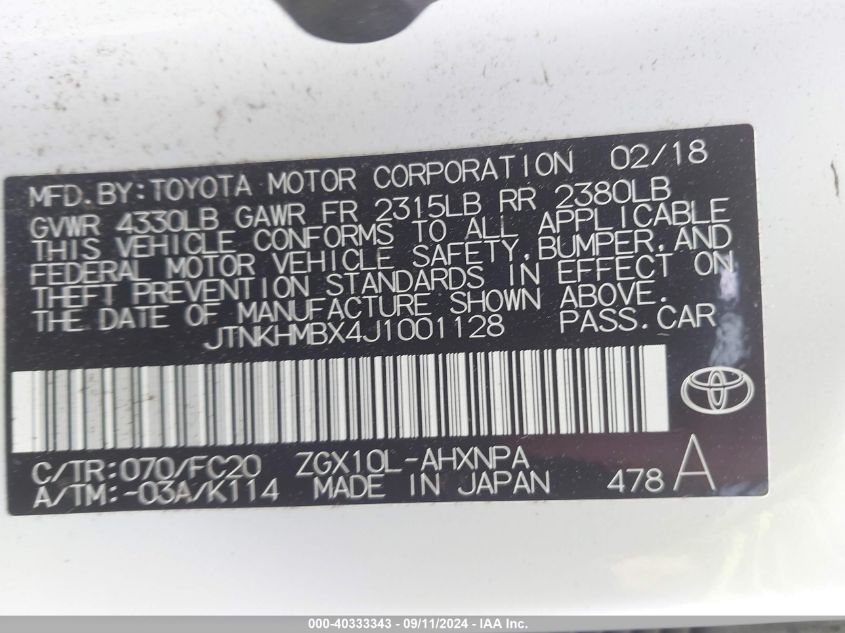 MFD.BY:TOYOTA MOTOR CORPORATION 02/18
GVWR 4330LB GAWR FR 2315LB RR 2380LB
THIS VEHICLE CONFORMS TO ALL APPLICABLE
FEDERAL MOTOR VEHICLE SAFETY,BUMPER,AND
THEFT PREVENTION STANDARDS IN EFFECT ON
THE DATE OF MANUFACTURE SHOWN ABOVE.
JTNKHMBX4J1001128 PASS.CAR
C/TR:070/FC20 ZGX10L-AHXNPA
A/TM:-03A/K114 MADE IN JAPAN 478 A
000-40333343 - 09/11/2024 - IAA Inc.